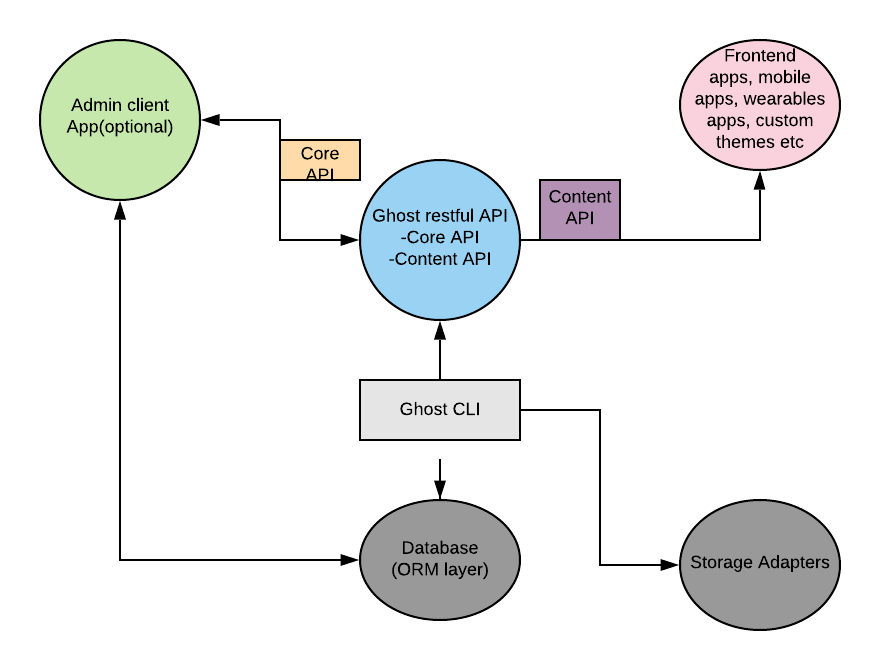 Admin client
App(optional)
Core
API
Ghost restful API
-Core API
-Content API
Content
API
Frontend
apps, mobile
apps, wearables
apps, custom
themes etc
Ghost CLI
Database
(ORM layer)
Storage Adapters